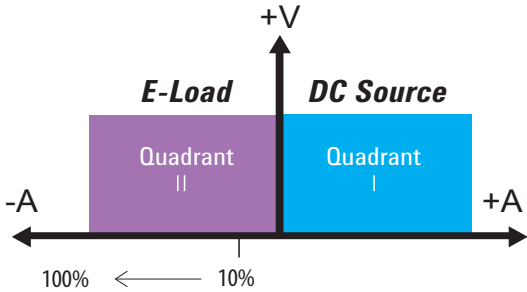 +V
E-Load
DC Source
Quadrant
II
Quadrant
I
-A
+A
100%
10%